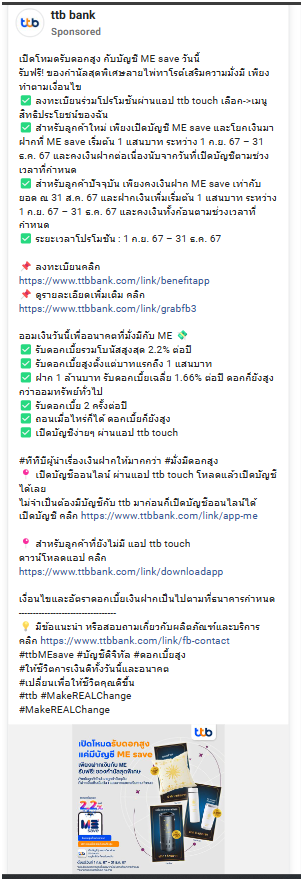 ttb bank
Sponsored
เปิดโหมดรับดอกสูง กับบัญชี ME save วันนี้
รับฟรี! ของกำนัลสุดพิเศษลายไพ่ทาโรต์เสริมความมั่งมี เพียง
ทำตามเงื่อนไข
✅ ลงทะเบียนร่วมโปรโมชันผ่านแอป ttb touch เลือก->เมนู
สิทธิประโยชน์ของฉัน
✅ สำหรับลูกค้าใหม่ เพียงเปิดบัญชี ME save และโยกเงินมา
ฝากที่ ME save เริ่มต้น 1 แสนบาท ระหว่าง 1 ก.ย. 67 – 31
ธ.ค. 67 และคงเงินฝากต่อเนื่องนับจากวันที่เปิดบัญชีตามช่วง
เวลาที่กำหนด
✅ สำหรับลูกค้าปัจจุบัน เพียงคงเงินฝาก ME save เท่ากับ
ยอด ณ 31 ส.ค. 67 และฝากเงินเพิ่มเริ่มต้น 1 แสนบาท ระหว่าง
1 ก.ย. 67 – 31 ธ.ค. 67 และคงเงินทั้งก้อนตามช่วงเวลาที่
กำหนด
✅ ระยะเวลาโปรโมชัน : 1 ก.ย. 67 – 31 ธ.ค. 67
📌 ลงทะเบียนคลิก
https://www.ttbbank.com/link/benefitapp
📌 ดูรายละเอียดเพิ่มเติม คลิก
https://www.ttbbank.com/link/grabfb3
ออมเงินวันนี้เพื่ออนาคตที่มั่งมีกับ ME 💸
✅ รับดอกเบี้ยรวมโบนัสสูงสุด 2.2% ต่อปี
✅ รับดอกเบี้ยสูงตั้งแต่บาทแรกถึง 1 แสนบาท
✅ ฝาก 1 ล้านบาท รับดอกเบี้ยเฉลี่ย 1.66% ต่อปี ดอกก็ยังสูง
กว่าออมทรัพย์ทั่วไป
✅ รับดอกเบี้ย 2 ครั้งต่อปี
✅ ถอนเมื่อไหร่ก็ได้ ดอกเบี้ยก็ยังสูง
✅ เปิดบัญชีง่ายๆ ผ่านแอป ttb touch
#ทีทีบีผู้นำเรื่องเงินฝากให้มากกว่า #มั่งมีดอกสูง
📍 เปิดบัญชีออนไลน์ ผ่านแอป ttb touch โหลดแล้วเปิดบัญชี
ได้เลย
ไม่จำเป็นต้องมีบัญชีกับ ttb มาก่อนก็เปิดบัญชีออนไลน์ได้
เปิดบัญชี คลิก https://www.ttbbank.com/link/app-me
📍 สำหรับลูกค้าที่ยังไม่มี แอป ttb touch
ดาวน์โหลดแอป คลิก
https://www.ttbbank.com/link/downloadapp
เงื่อนไขและอัตราดอกเบี้ยเงินฝากเป็นไปตามที่ธนาคารกำหนด
----------------------------------
💡 มีข้อแนะนำ หรือสอบถามเกี่ยวกับผลิตภัณฑ์และบริการ
คลิก https://www.ttbbank.com/link/fb-contact
#ttbMEsave #บัญชีดิจิทัล #ดอกเบี้ยสูง
#ให้ชีวิตการเงินดีทั้งวันนี้และอนาคต
#เปลี่ยนเพื่อให้ชีวิตคุณดีขึ้น
#ttb #MakeREALChange
#MakeREALChange
ttb
เปิดโหมดรับดอกสูง
แค่มีบัญชี ME save
เพียงฝากเงินกับ ME
รับฟรี! ของกำนัลสุดพิเศษ
2.2%
ME
save